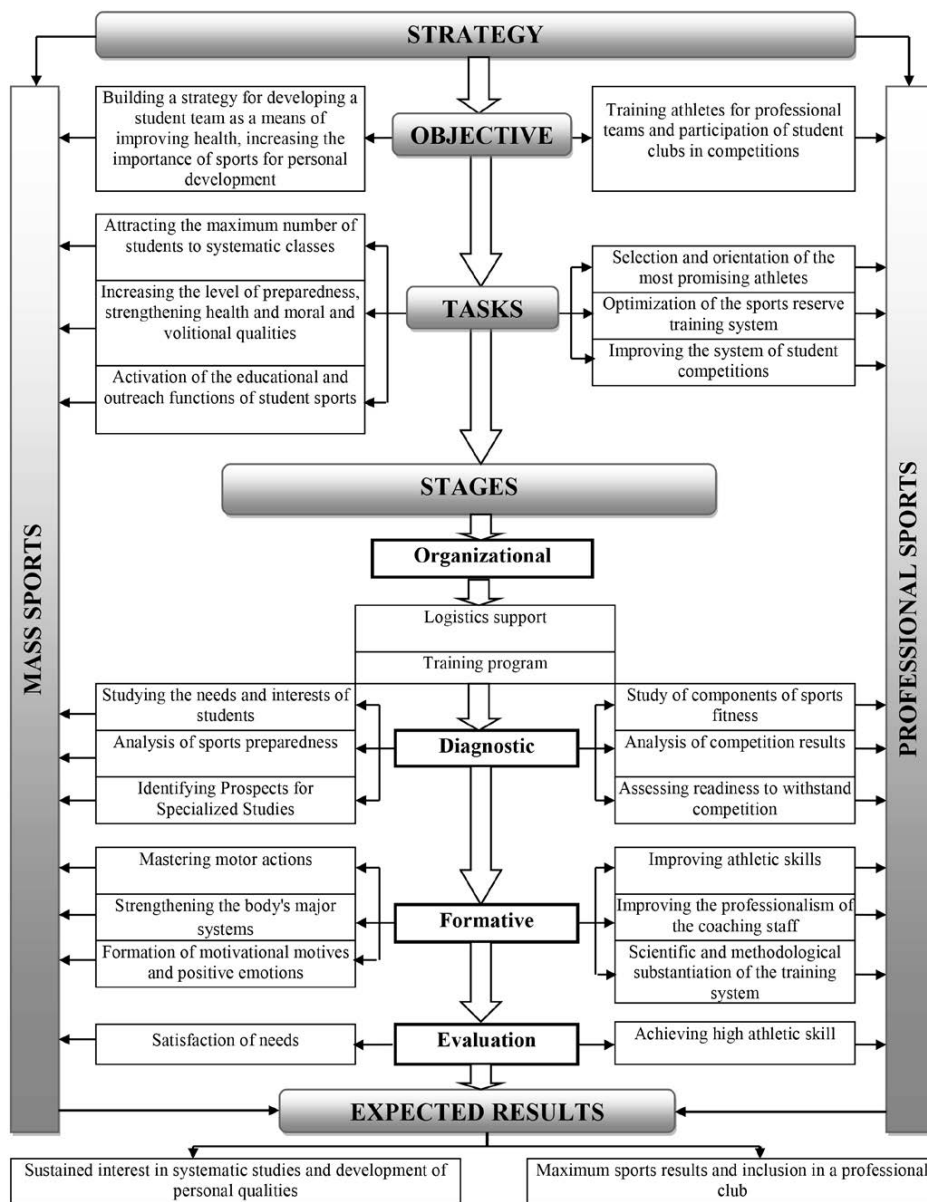 STRATEGY
Building a strategy for developing a
student team as a means of
improving health, increasing the
importance of sports for personal
development
OBJECTIVE
Training athletes for professional
teams and participation of student
clubs in competitions
Attracting the maximum number of
students to systematic classes
Increasing the level of preparedness,
strengthening health and moral and
volitional qualities
Activation of the educational and
outreach functions of student sports
TASKS
Selection and orientation of the
most promising athletes
Optimization of the sports reserve
training system
Improving the system of student
competitions
MASS SPORTS
PROFESSIONAL SPORTS
STAGES
Organizational
Logistics support
Training program
Studying the needs and interests of
students
Analysis of sports preparedness
Identifying Prospects for
Specialized Studies
Diagnostic
Study of components of sports
fitness
Analysis of competition results
Assessing readiness to withstand
competition
Mastering motor actions
Strengthening the body's major
systems
Formation of motivational motives
and positive emotions
Formative
Improving athletic skills
Improving the professionalism of
the coaching staff
Scientific and methodological
substantiation of the training
system
Satisfaction of needs
Evaluation
Achieving high athletic skill
EXPECTED RESULTS
Sustained interest in systematic studies and development of
personal qualities
Maximum sports results and inclusion in a professional
club